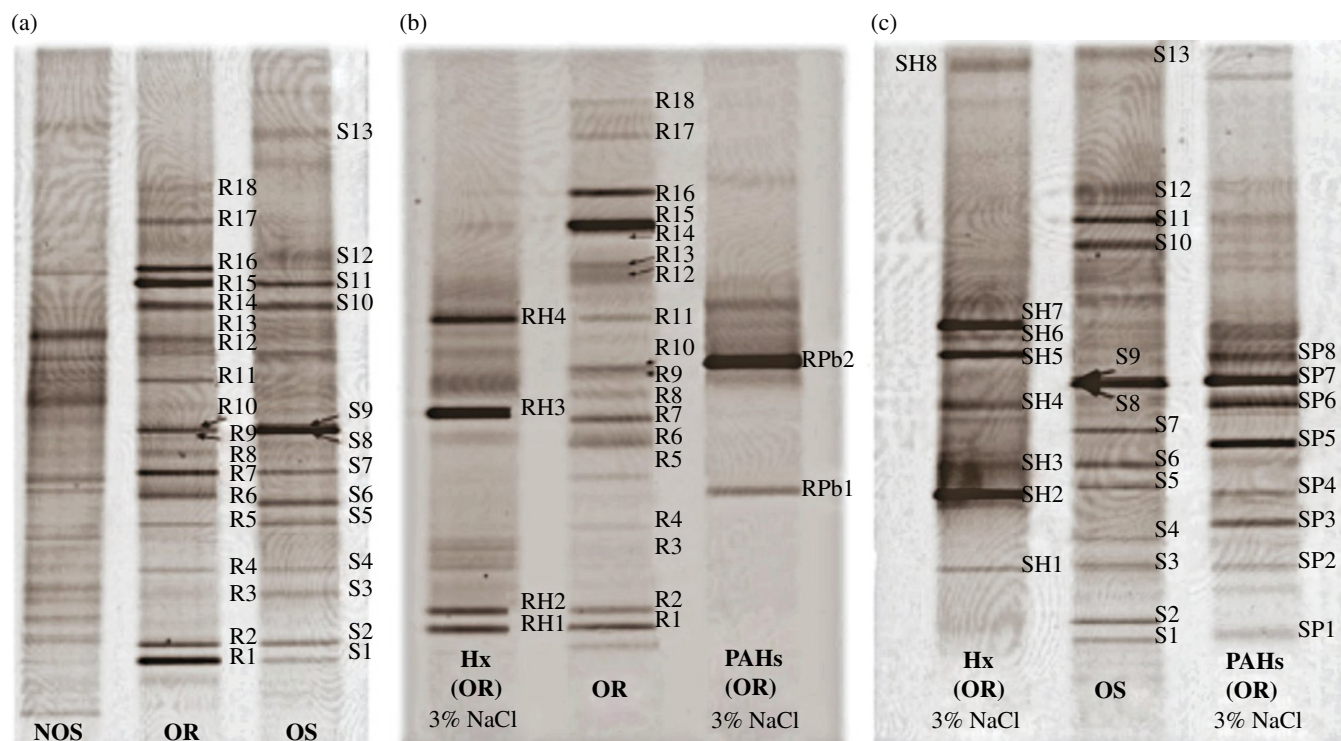 (a)
R18
R17
R16
R15
R14
R13
R12
R11
R10
R9
R8
R7
R6
R5
R4
R3
R2
R1
S13
S12
S11
S10
S9
S8
S7
S6
S5
S4
S3
S2
S1
NOS
OR
OS
(b)
RH4
RH3
RH2
RH1
R18
R17
R16
R15
R14
R13
R12
R11
R10
R9
R8
R7
R6
R5
R4
R3
R2
R1
RPb2
RPb1
Hx
(OR)
3% NaCl
OR
PAHs
(OR)
3% NaCl
(c)
SH8
SH7
SH6
SH5
SH4
SH3
SH2
SH1
S13
S12
S11
S10
S9
S8
S7
S6
S5
S4
S3
S2
S1
SP8
SP7
SP6
SP5
SP4
SP3
SP2
SP1
Hx
(OR)
3% NaCl
OS
PAHs
(OR)
3% NaCl